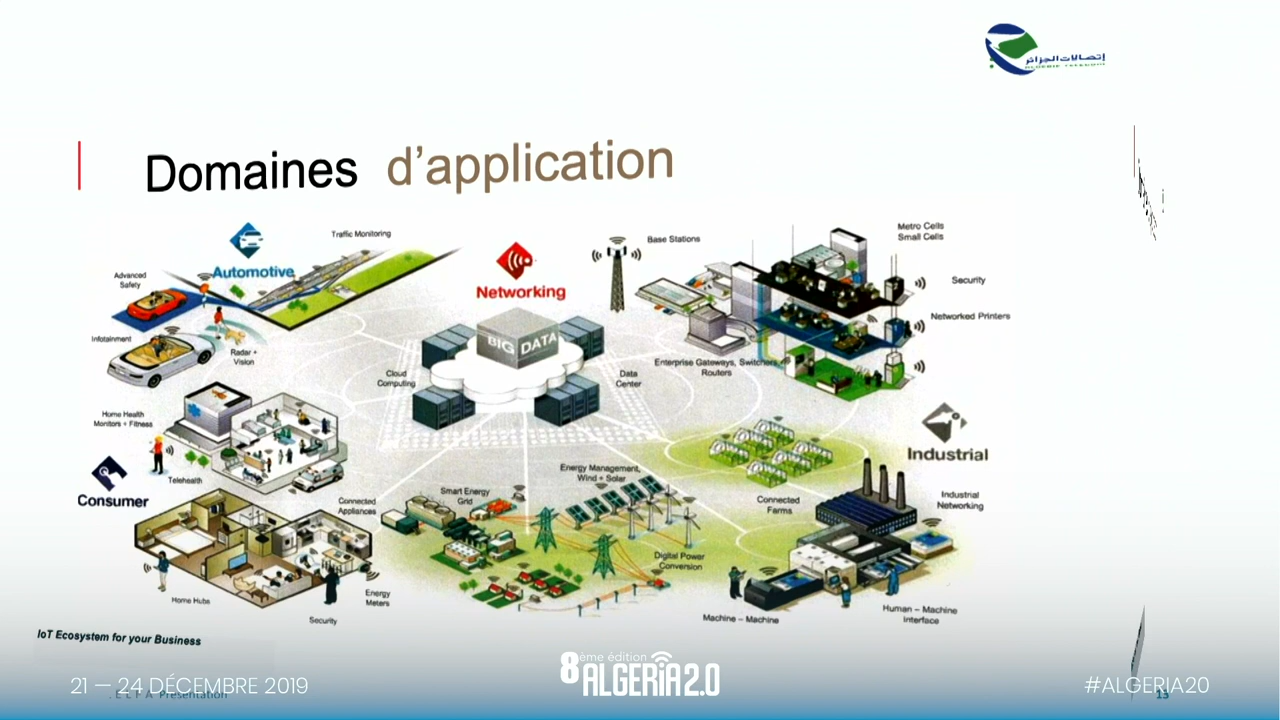 إتصالات الجزائر
ALGERIE TELECOM
Domaines d'application
Automotive
Traffic Monitoring
Advanced
Safety
Infotainment
Radar +
Vision
Networking
BIG DATA
Cloud
Computing
Data
Center
Base Stations
Metro Cells
Small Cells
Security
Networked Printers
Enterprise Gateways, Switches
Routers
Home Health
Monitors + Fitness
Telehealth
Consumer
Connected
Appliances
Home Hubs
Energy
Meters
Security
Smart Energy
Grid
Energy Management,
Wind + Solar
Digital Power
Conversion
Connected
Farms
Industrial
Industrial
Networking
Machine – Machine
Human – Machine
Interface
IoT Ecosystem for your Business
21 — 24 DÉCEMBRE 2019
8ème édition
ALGERiA2.0
#ALGERIA20
13